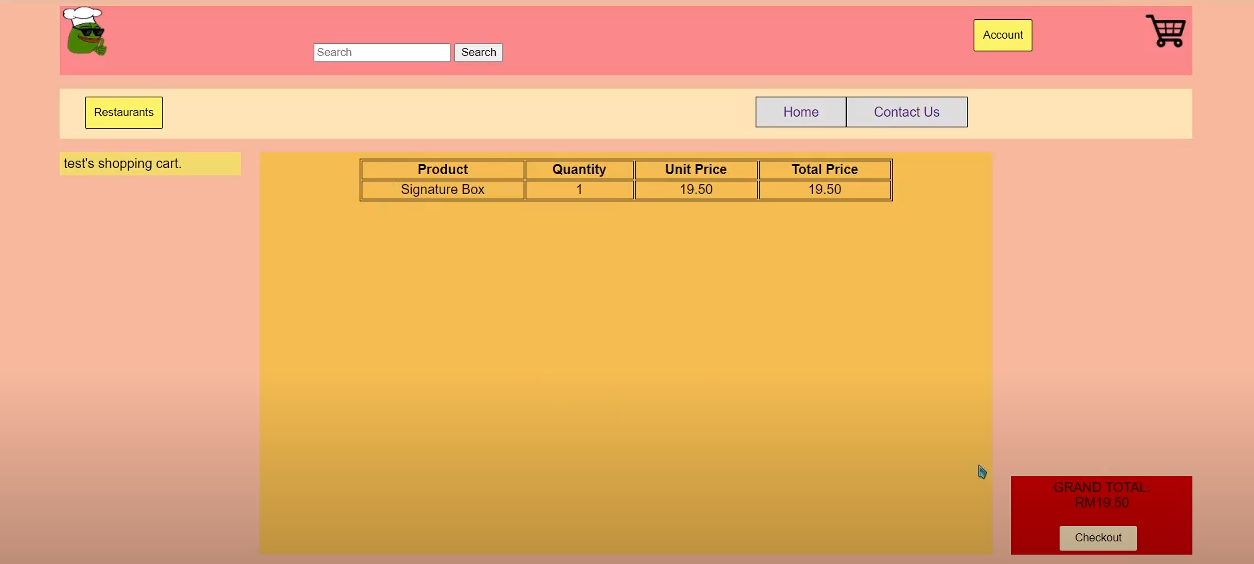 Search Search
Account
Restaurants
Home Contact Us
test's shopping cart.
Product Quantity Unit Price Total Price
Signature Box 1 19.50 19.50
GRAND TOTAL:
RM19.50
Checkout